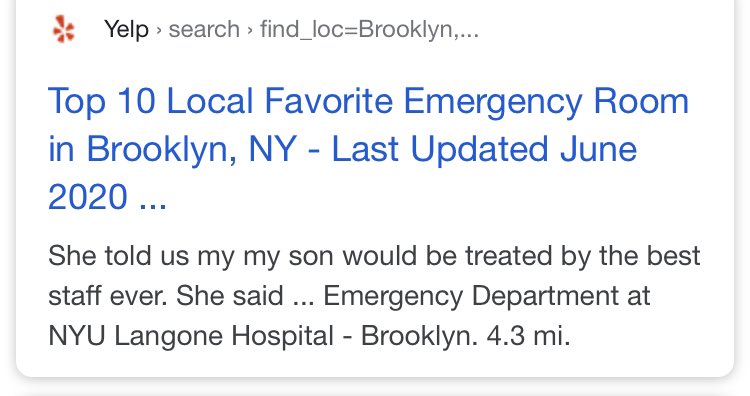 Yelp › search › find_loc=Brooklyn,...
Top 10 Local Favorite Emergency Room
in Brooklyn, NY - Last Updated June
2020 ...
She told us my my son would be treated by the best
staff ever. She said ... Emergency Department at
NYU Langone Hospital - Brooklyn. 4.3 mi.